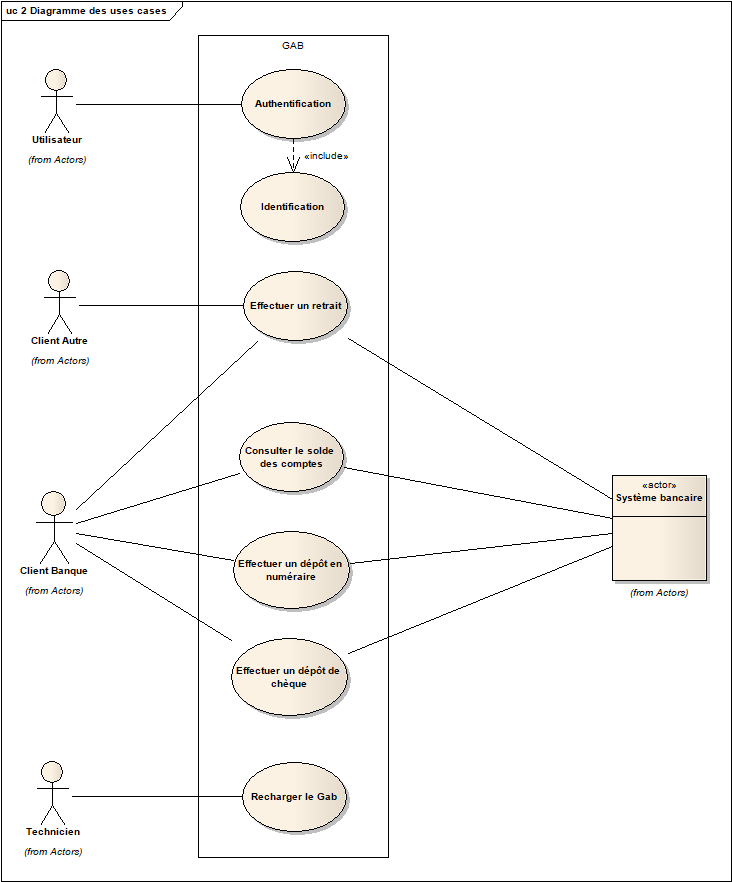 uc 2 Diagramme des uses cases
GAB
Authentification
Utilisateur
(from Actors)
«include»
Identification
Effectuer un retrait
Client Autre
(from Actors)
Consulter le solde
des comptes
«actor»
Système bancaire
(from Actors)
Client Banque
(from Actors)
Effectuer un dépôt en
numéraire
Effectuer un dépôt de
chèque
Recharger le Gab
Technicien
(from Actors)